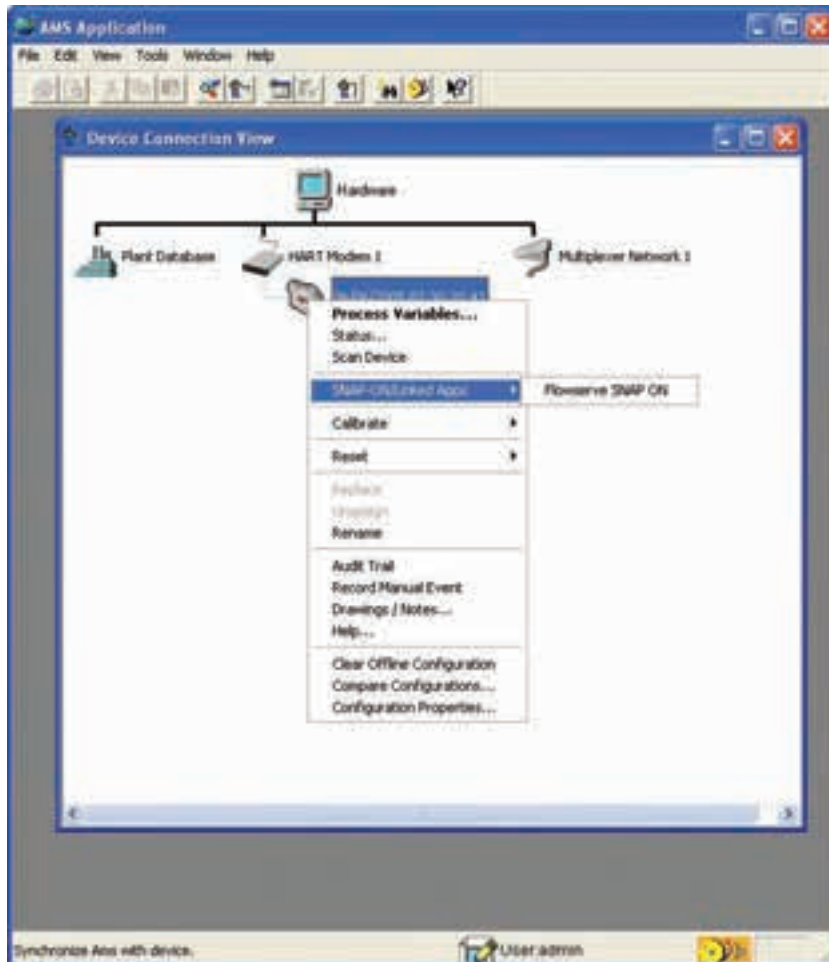 AMS Application
File Edit View Tools Window Help
Device Connection View
Hardware
Plant Database
HART Modem 1
Multiplexer Network 1
Process Variables...
Status...
Scan Device
SNAP-ON/Linked Apps
Flowserve SNAP ON
Calibrate
Reset
Replace
Unassign
Rename
Audit Trail
Record Manual Event
Drawings / Notes...
Help...
Clear Offline Configuration
Compare Configurations...
Configuration Properties...
Synchronize Ams with device.
User admin